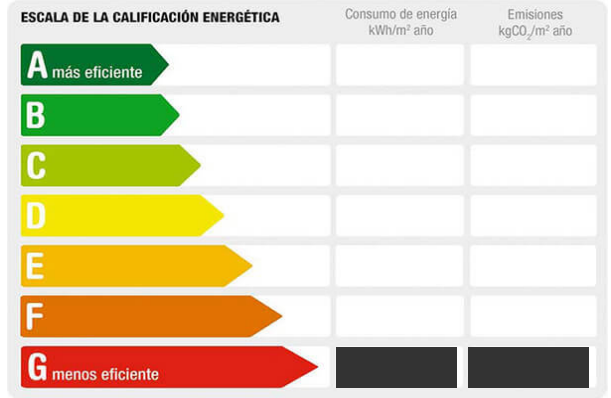 ESCALA DE LA CALIFICACIÓN ENERGÉTICA
Consumo de energía
kWh/m² año
Emisiones
kgCO₂/m² año
A más eficiente
B
C
D
E
F
G menos eficiente